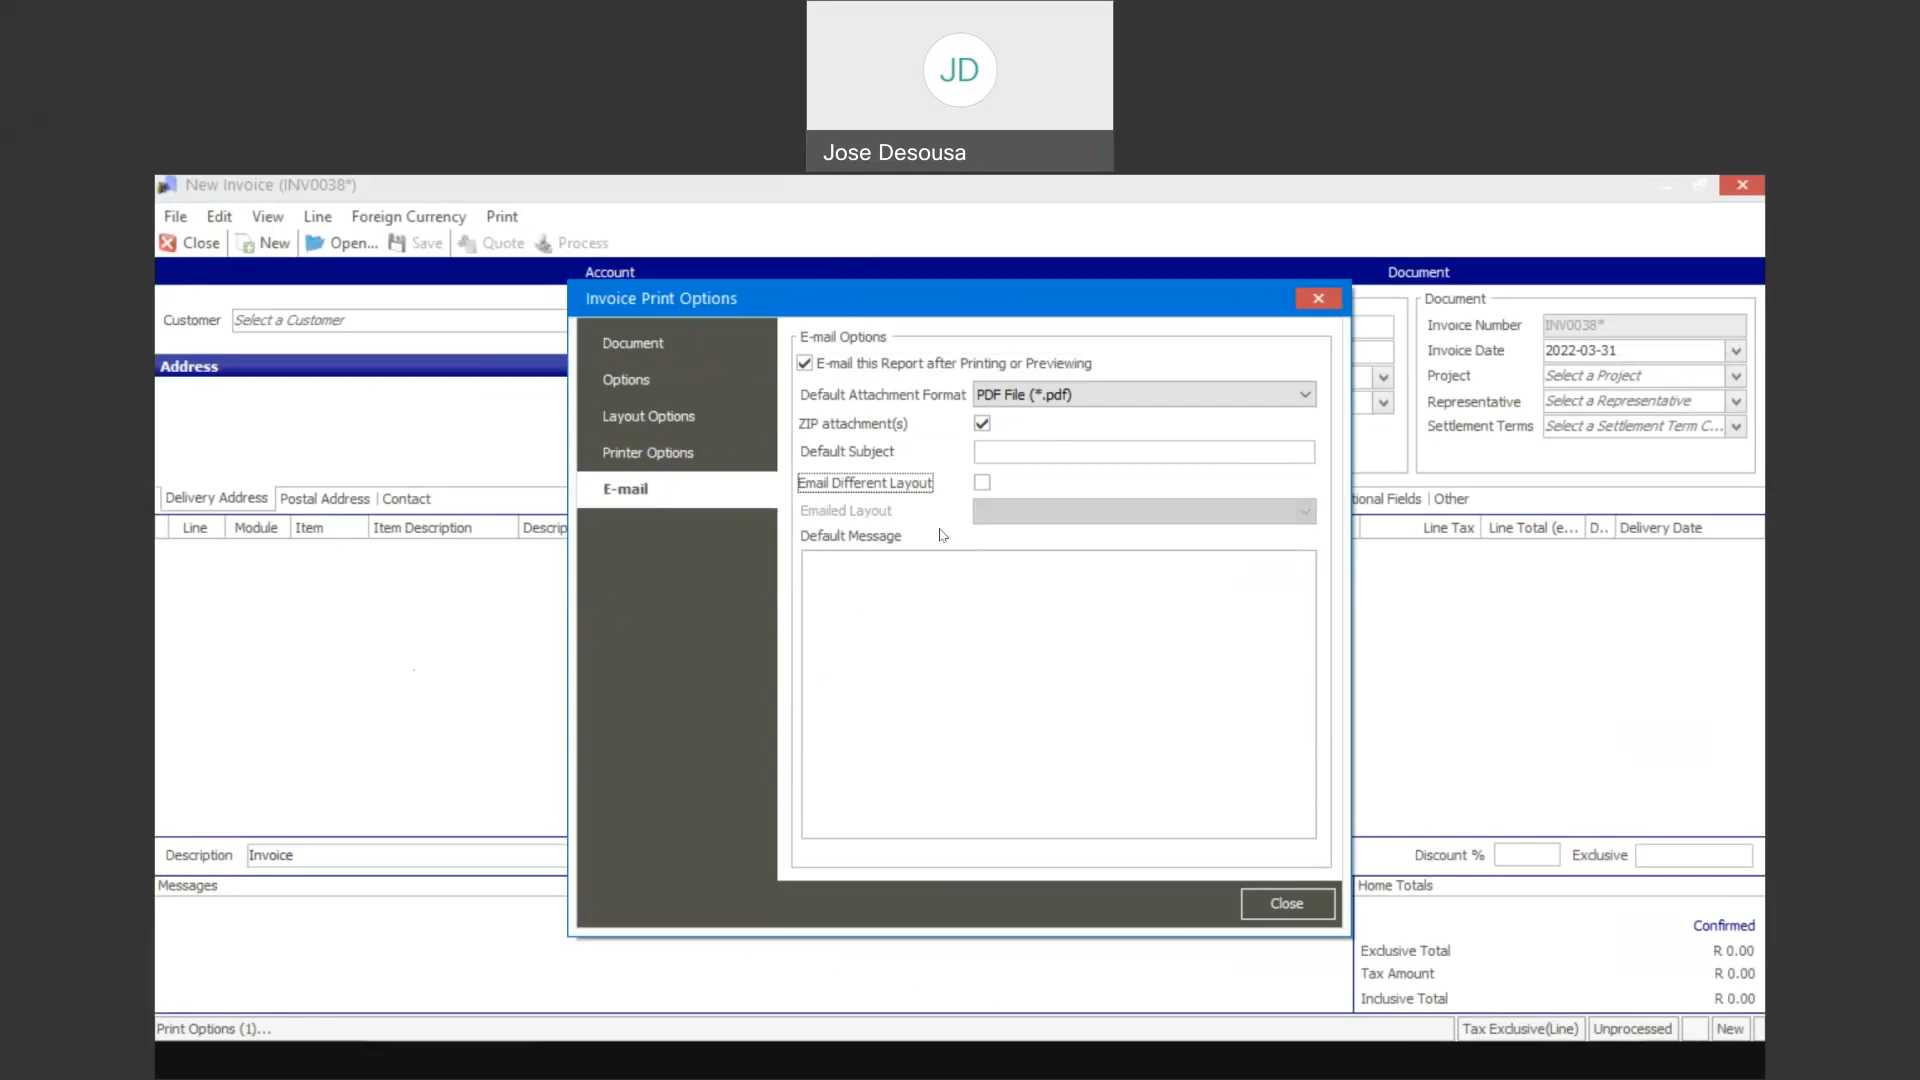 JD
Jose Desousa
New Invoice (INV0038*)
File Edit View Line Foreign Currency Print
Close New Open... Save Quote Process
Account Document
Invoice Print Options
Customer Select a Customer
Address
Delivery Address Postal Address Contact
Line Module Item Item Description Descrip
Document
Options
Layout Options
Printer Options
E-mail
E-mail Options
E-mail this Report after Printing or Previewing
Default Attachment Format PDF File (*.pdf)
ZIP attachment(s)
Default Subject
Email Different Layout
Emailed Layout
Default Message
Close
Document
Invoice Number INV0038*
Invoice Date 2022-03-31
Project Select a Project
Representative Select a Representative
Settlement Terms Select a Settlement Term C...
tional Fields Other
Line Tax Line Total (e... D.. Delivery Date
Description Invoice
Discount % Exclusive
Messages
Home Totals
Confirmed
Exclusive Total R 0.00
Tax Amount R 0.00
Inclusive Total R 0.00
Print Options (1)...
Tax Exclusive(Line) Unprocessed New